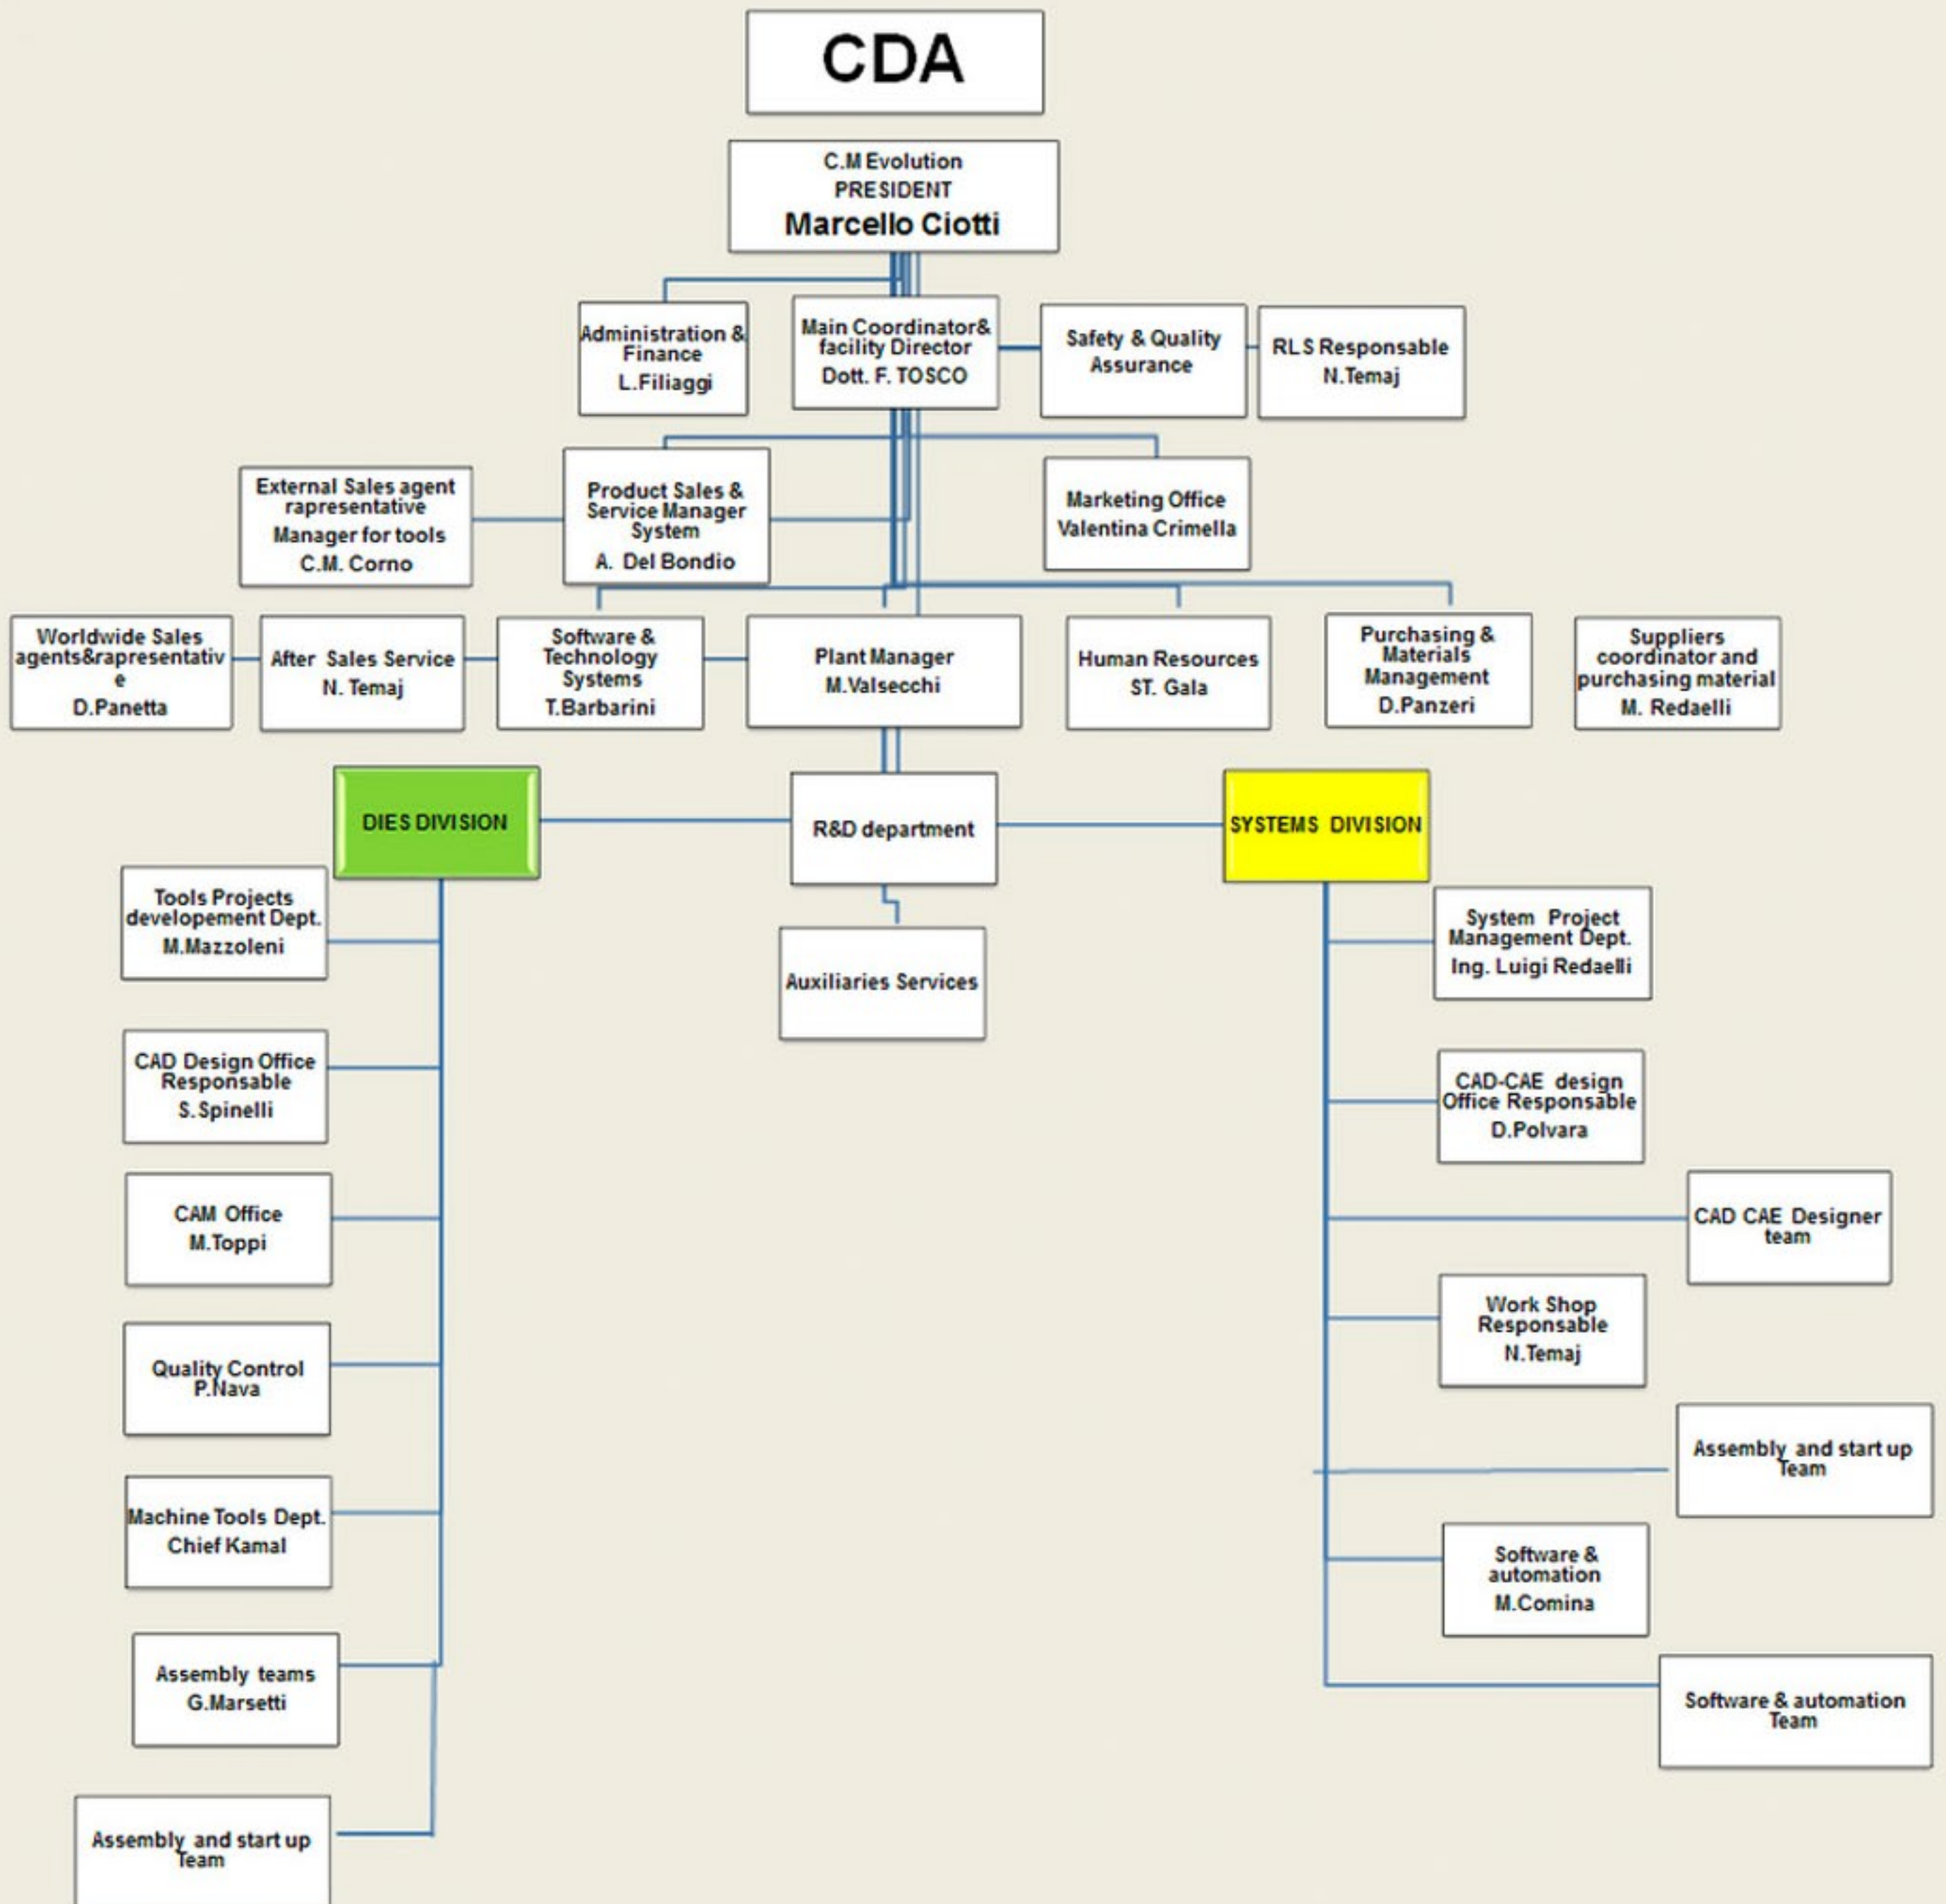 CDA
C.M Evolution
PRESIDENT
Marcello Ciotti
Administration &
Finance
L.Filiaggi
Main Coordinator&
facility Director
Dott. F. TOSCO
Safety & Quality
Assurance
RLS Responsable
N.Temaj
External Sales agent
rapresentative
Manager for tools
C.M. Corno
Product Sales &
Service Manager
System
A. Del Bondio
Marketing Office
Valentina Crimella
Worldwide Sales
agents&rapresentativ
e
D.Panetta
After Sales Service
N. Temaj
Software &
Technology
Systems
T.Barbarini
Plant Manager
M.Valsecchi
Human Resources
ST. Gala
Purchasing &
Materials
Management
D.Panzeri
Suppliers
coordinator and
purchasing material
M. Redaelli
DIES DIVISION
R&D department
SYSTEMS DIVISION
Tools Projects
developement Dept.
M.Mazzoleni
CAD Design Office
Responsable
S.Spinelli
CAM Office
M.Toppi
Quality Control
P.Nava
Machine Tools Dept.
Chief Kamal
Assembly teams
G.Marsetti
Assembly and start up
Team
Auxiliaries Services
System Project
Management Dept.
Ing. Luigi Redaelli
CAD-CAE design
Office Responsable
D.Polvara
CAD CAE Designer
team
Work Shop
Responsable
N.Temaj
Assembly and start up
Team
Software &
automation
M.Comina
Software & automation
Team